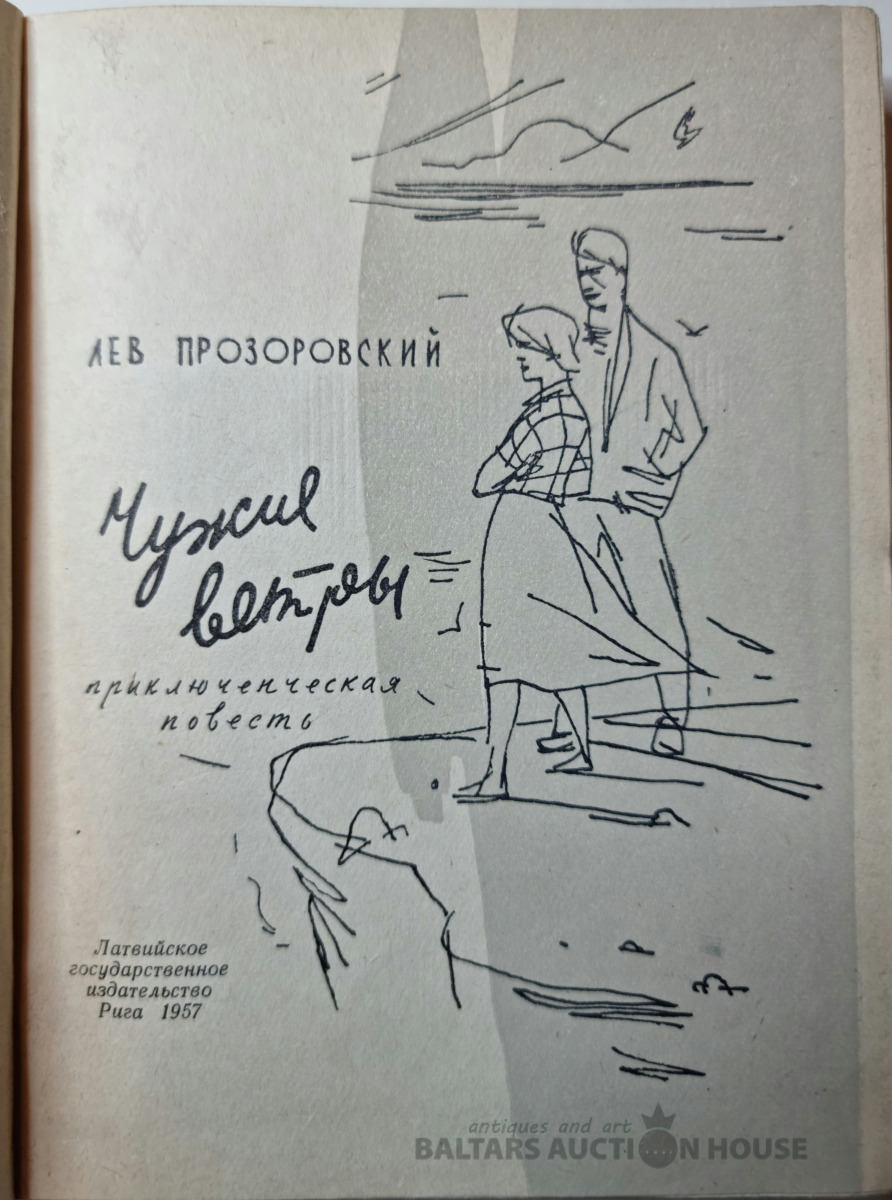 ЛЕВ ПРОЗОРОВСКИЙ
Чужие
ветры
приключенческая
повесть
Латвийское
государственное
издательство
Рига 1957
antiques and art
BALTARS AUCTION HOUSE